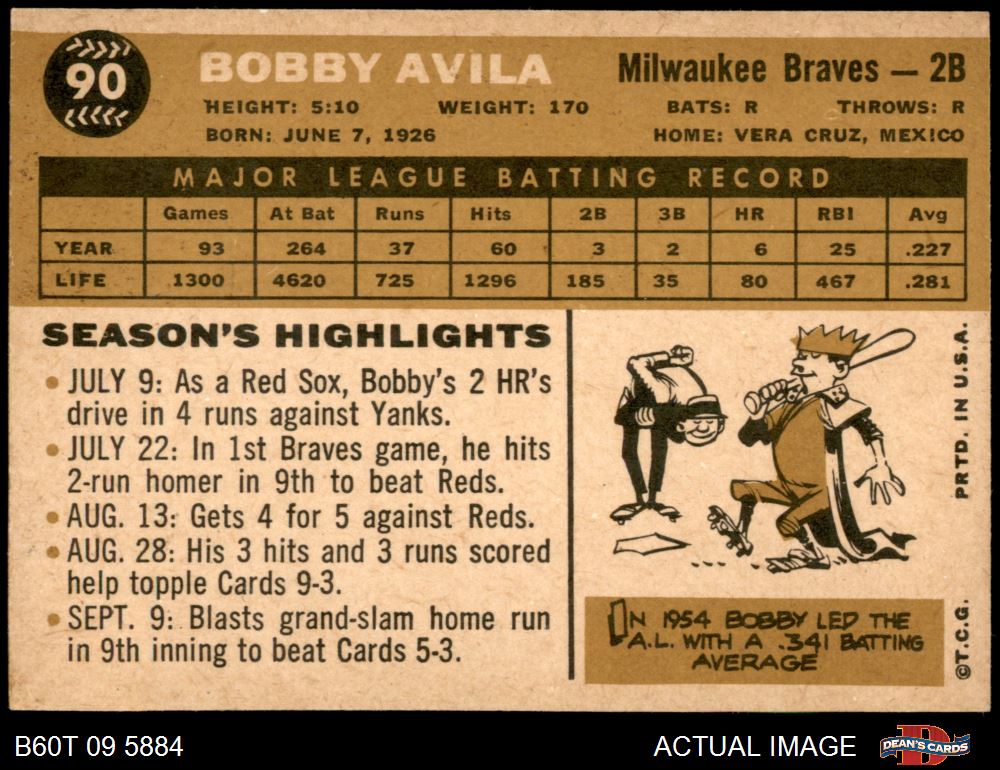 90
BOBBY AVILA
Milwaukee Braves — 2B
HEIGHT: 5:10 WEIGHT: 170 BATS: R THROWS: R
BORN: JUNE 7, 1926 HOME: VERA CRUZ, MEXICO
MAJOR LEAGUE BATTING RECORD
Games At Bat Runs Hits 2B 3B HR RBI Avg
YEAR 93 264 37 60 3 2 6 25 .227
LIFE 1300 4620 725 1296 185 35 80 467 .281
SEASON'S HIGHLIGHTS
• JULY 9: As a Red Sox, Bobby's 2 HR's
drive in 4 runs against Yanks.
• JULY 22: In 1st Braves game, he hits
2-run homer in 9th to beat Reds.
• AUG. 13: Gets 4 for 5 against Reds.
• AUG. 28: His 3 hits and 3 runs scored
help topple Cards 9-3.
• SEPT. 9: Blasts grand-slam home run
in 9th inning to beat Cards 5-3.
IN 1954 BOBBY LED THE
A.L. WITH A .341 BATTING
AVERAGE
PRTD. IN U.S.A.
©T.C.G.
B60T 09 5884
ACTUAL IMAGE
D
DEAN'S CARDS